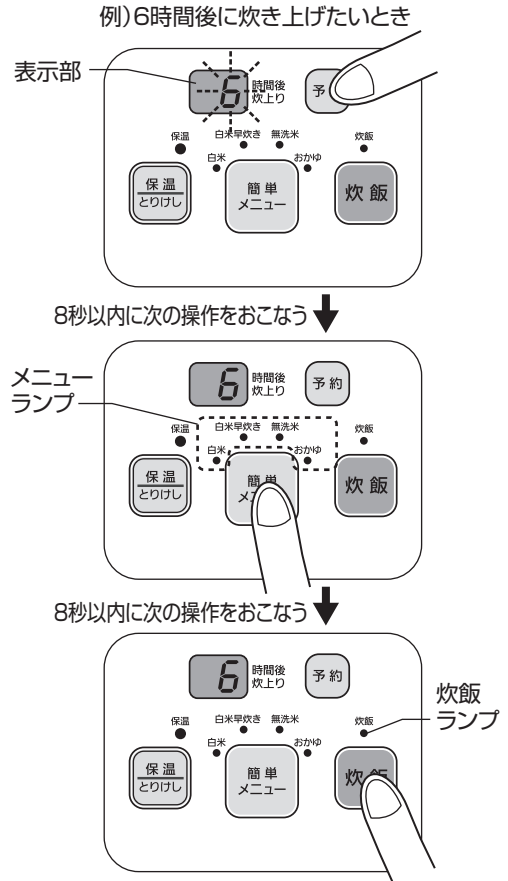 例)6時間後に炊き上げたいとき
表示部
6
時間後
炊上り
予
保温
白米早炊き
無洗米
炊飯
白米
おかゆ
保温
とりけし
簡単
メニュー
炊飯
8秒以内に次の操作をおこなう
メニュー
ランプ
6
時間後
炊上り
予約
保温
白米早炊き
無洗米
炊飯
白米
おかゆ
保温
とりけし
簡単
メ
炊飯
8秒以内に次の操作をおこなう
6
時間後
炊上り
予約
炊飯
ランプ
保温
白米早炊き
無洗米
炊飯
白米
おかゆ
保温
とりけし
簡単
メニュー
炊